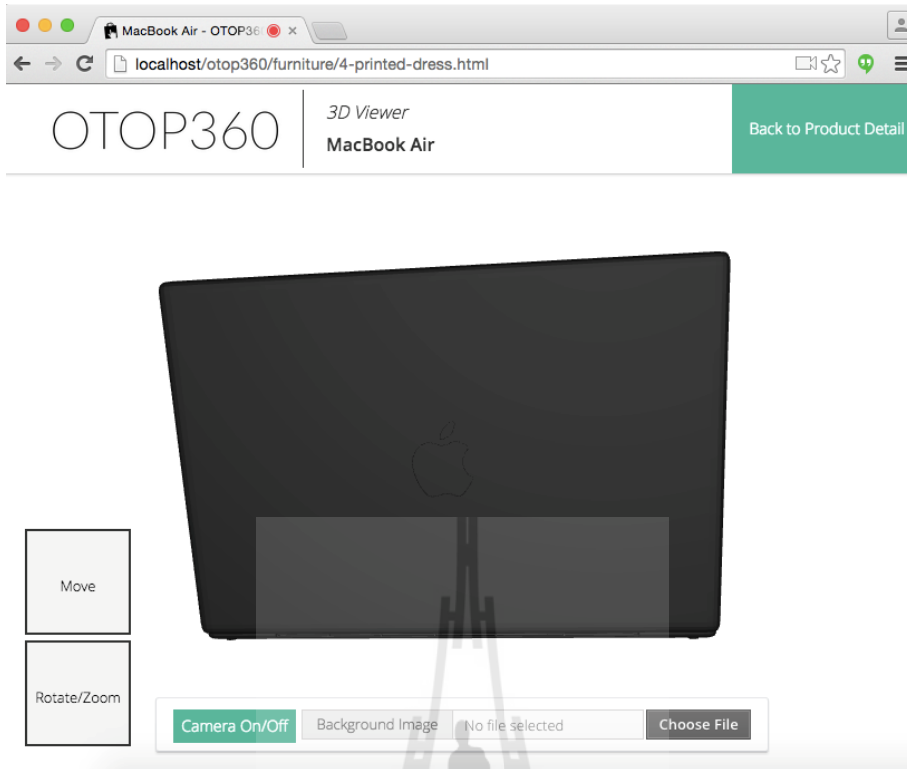 MacBook Air - OTOP36
localhost/otop360/furniture/4-printed-dress.html
OTOP360
3D Viewer
MacBook Air
Back to Product Detail
Move
Rotate/Zoom
Camera On/Off Background Image No file selected Choose File